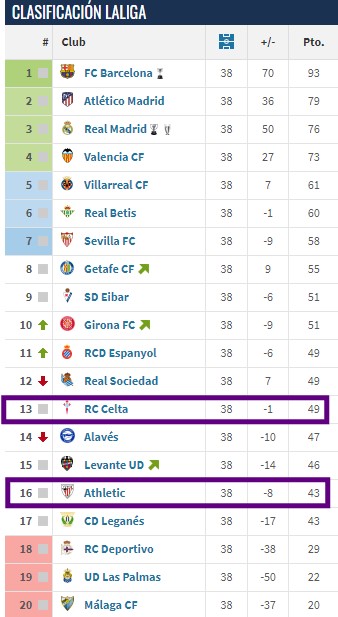 CLASIFICACIÓN LALIGA
# Club +/- Pto.
1 FC Barcelona 38 70 93
2 Atlético Madrid 38 36 79
3 Real Madrid 38 50 76
4 Valencia CF 38 27 73
5 Villarreal CF 38 7 61
6 Real Betis 38 -1 60
7 Sevilla FC 38 -9 58
8 Getafe CF 38 9 55
9 SD Eibar 38 -6 51
10 Girona FC 38 -9 51
11 RCD Espanyol 38 -6 49
12 Real Sociedad 38 7 49
13 RC Celta 38 -1 49
14 Alavés 38 -10 47
15 Levante UD 38 -14 46
16 Athletic 38 -8 43
17 CD Leganés 38 -17 43
18 RC Deportivo 38 -38 29
19 UD Las Palmas 38 -50 22
20 Málaga CF 38 -37 20